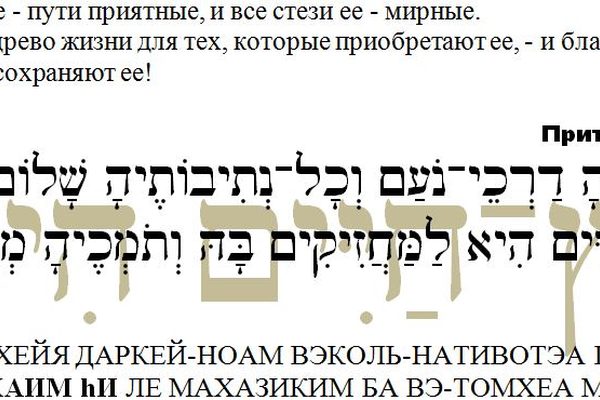 е - пути приятные, и все стези ее - мирные.
древо жизни для тех, которые приобретают ее, - и бла
сохраняют ее!
Прит
הָ דַרְכֵי־נֹעַם וְכָל־נְתִיבוֹתֶיהָ שָׁלוֹם
ים הִיא לַמַּחֲזִיקִים בָּהּ וְתֹמְכֶיהָ מְ
ХЕЙЯ ДАРКЕЙ-НОАМ ВЭКОЛЬ-НАТИВОТЭА
ХАИМ hИ ЛЕ МАХАЗИКИМ БА ВЭ-ТОМХЕА М